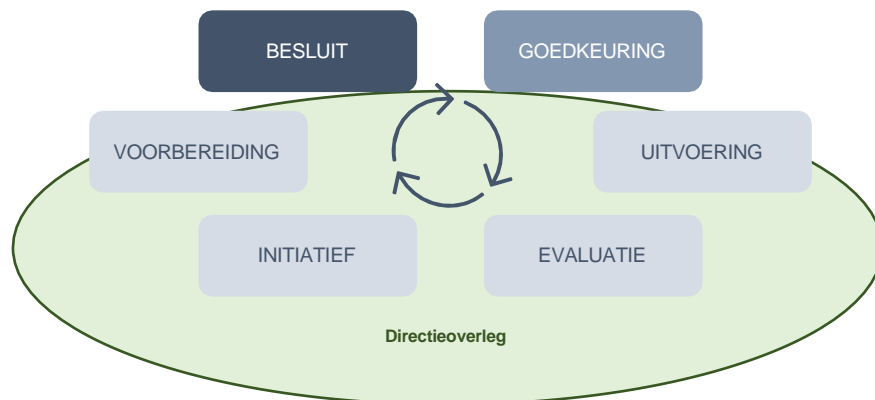 BESLUIT
GOEDKEURING
VOORBEREIDING
UITVOERING
INITIATIEF
EVALUATIE
Directieoverleg